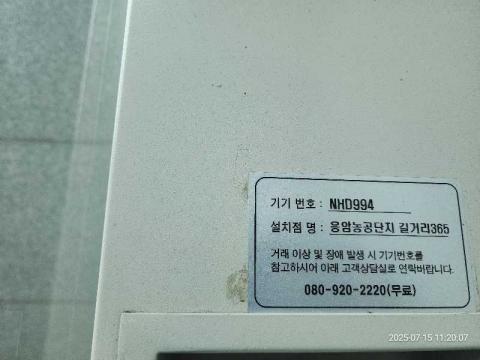 기기 번호 : NHD994
설치점 명 : 웅암농공단지 길거리365
거래 이상 및 장애 발생 시 기기번호를
참고하시어 아래 고객상담실로 연락바랍니다.
080-920-2220(무료)
2025-07-15 11:20:07